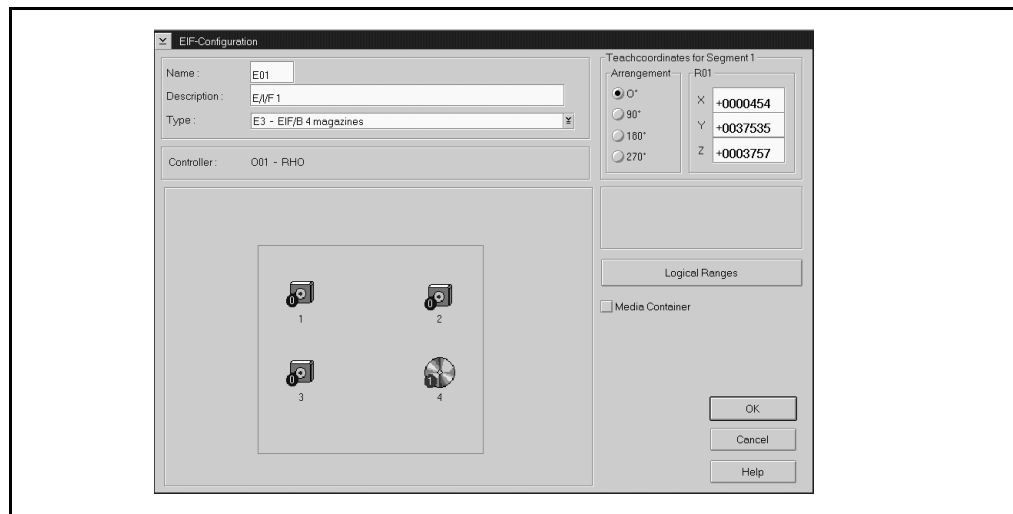 EIF-Configuration
Name :
E01
Description :
E/I/F 1
Type :
E3 - EIF/B 4 magazines
Controller :
O01 - RHO
Teachcoordinates for Segment 1
Arrangement
0°
90°
180°
270°
R01
X +0000454
Y +0037535
Z +0003757
Logical Ranges
Media Container
0
1
0
2
0
3
1
4
OK
Cancel
Help